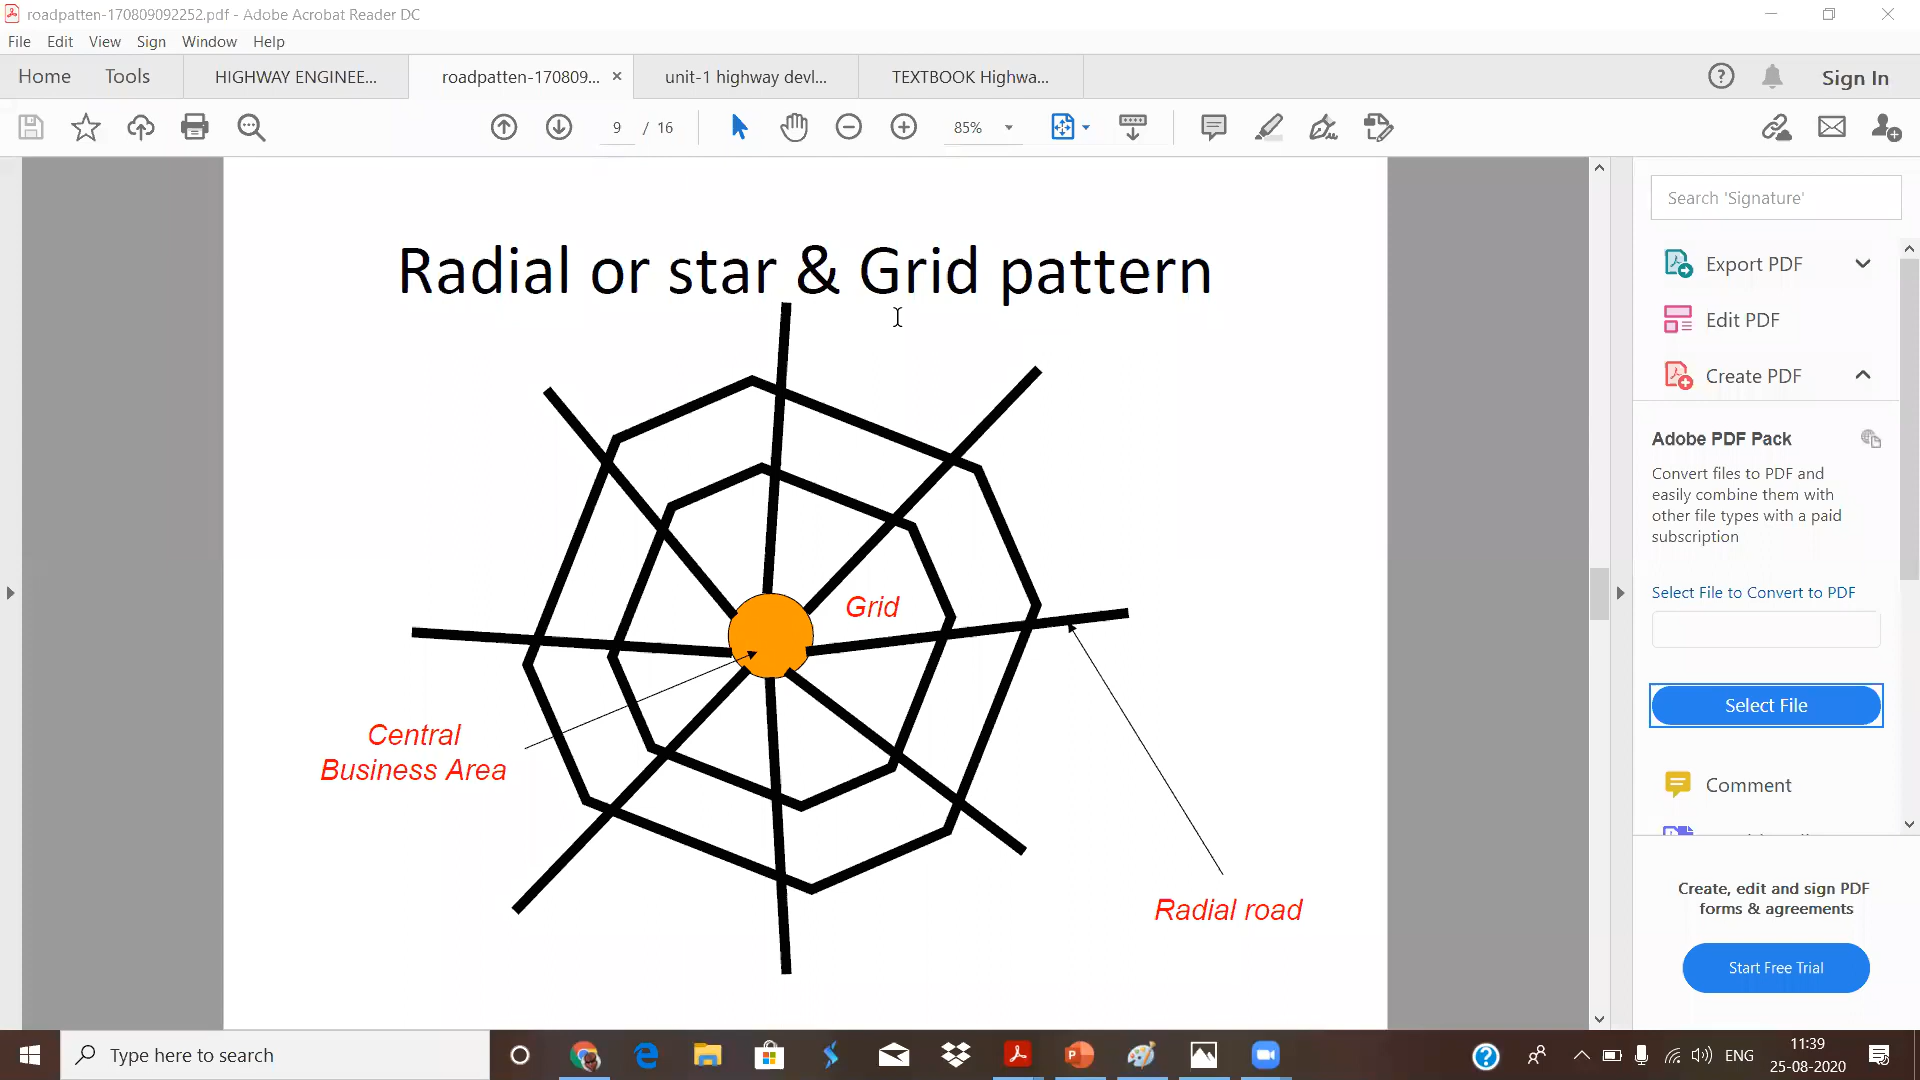 roadpatten-170809092252.pdf - Adobe Acrobat Reader DC
File Edit View Sign Window Help
Home Tools HIGHWAY ENGINEE... roadpatten-170809... × unit-1 highway devl... TEXTBOOK Highwa... Sign In
9 / 16 85%
Search 'Signature'
Export PDF
Edit PDF
Create PDF
Adobe PDF Pack
Convert files to PDF and
easily combine them with
other file types with a paid
subscription
Select File to Convert to PDF
Select File
Comment
Create, edit and sign PDF
forms & agreements
Start Free Trial
Radial or star & Grid pattern
Grid
Central
Business Area
Radial road
Type here to search
ENG
11:39
25-08-2020